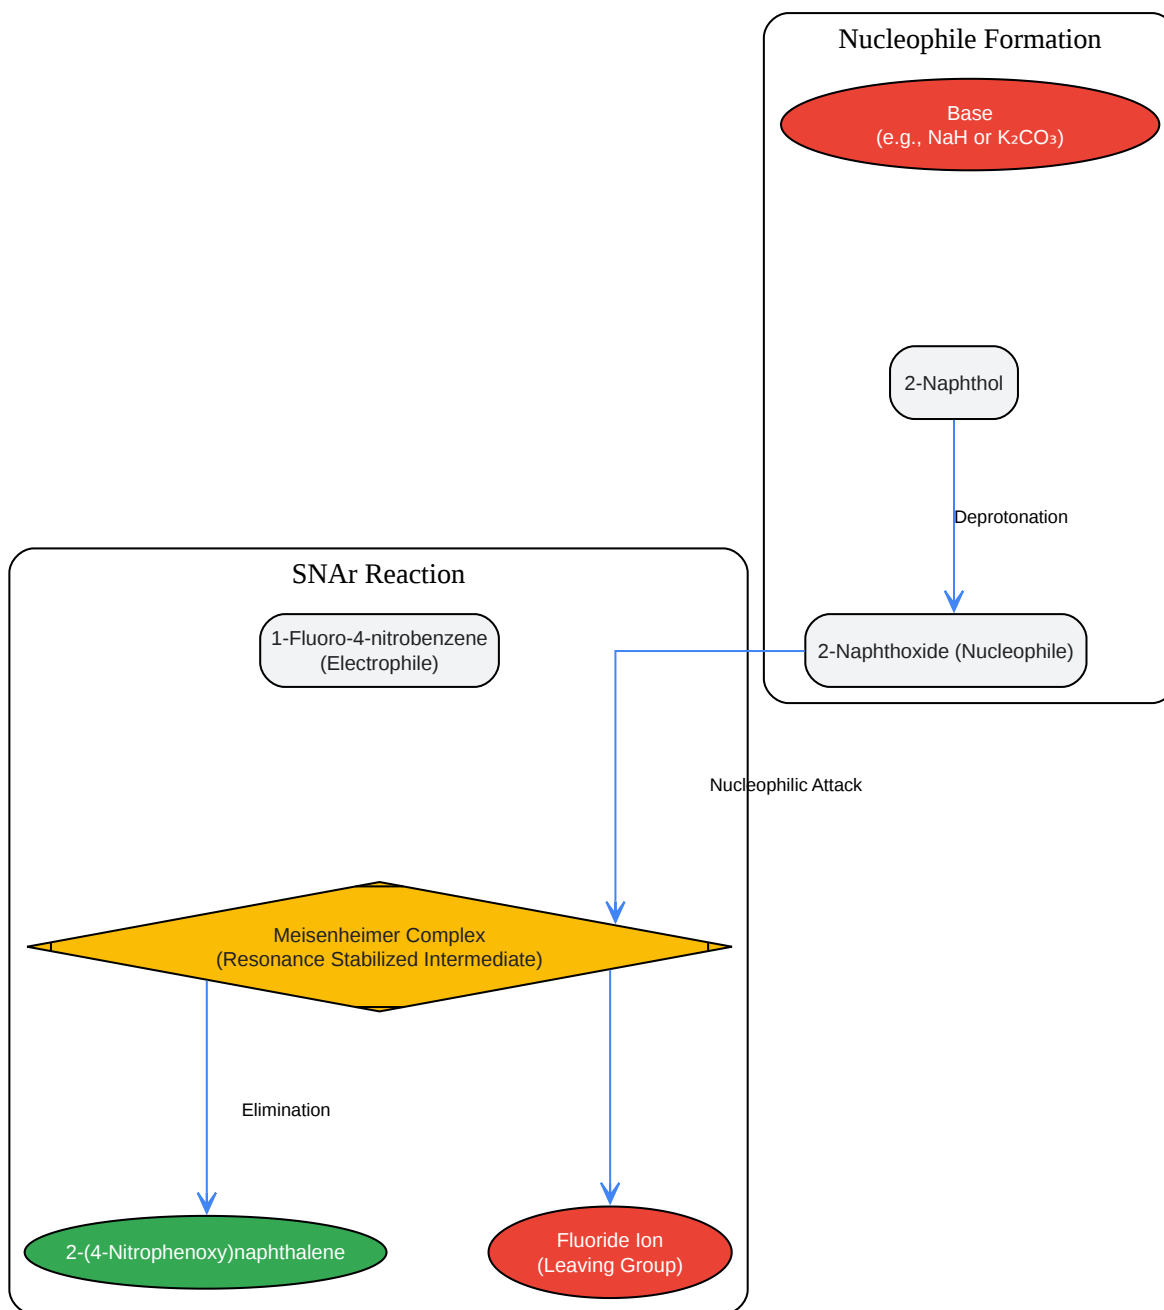 Nucleophile Formation
Base
(e.g., NaH or K₂CO₃)
2-Naphthol
Deprotonation
SNAr Reaction
1-Fluoro-4-nitrobenzene
(Electrophile)
2-Naphthoxide (Nucleophile)
Nucleophilic Attack
Meisenheimer Complex
(Resonance Stabilized Intermediate)
Elimination
2-(4-Nitrophenoxy)naphthalene
Fluoride Ion
(Leaving Group)